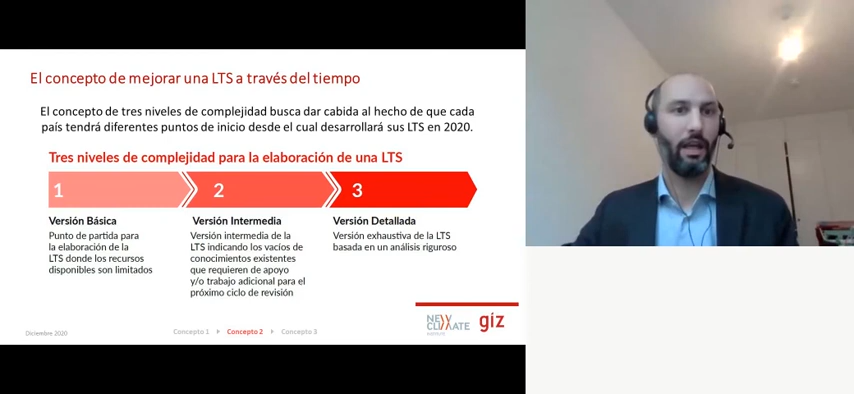 El concepto de mejorar una LTS a través del tiempo
El concepto de tres niveles de complejidad busca dar cabida al hecho de que cada
país tendrá diferentes puntos de inicio desde el cual desarrollará sus LTS en 2020.
Tres niveles de complejidad para la elaboración de una LTS
1
2
3
Versión Básica
Punto de partida para
la elaboración de la
LTS donde los recursos
disponibles son limitados
Versión Intermedia
Versión intermedia de la
LTS indicando los vacíos de
conocimientos existentes
que requieren de apoyo
y/o trabajo adicional para el
próximo ciclo de revisión
Versión Detallada
Versión exhaustiva de la LTS
basada en un análisis riguroso
NEW
CLIMATE
INSTITUTE
giz
Diciembre 2020
Concepto 1
Concepto 2
Concepto 3